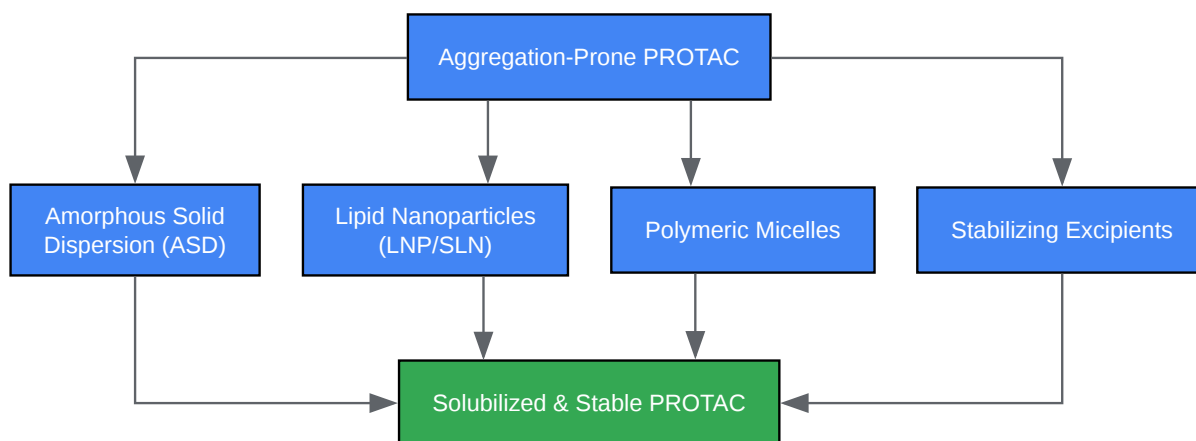 Aggregation-Prone PROTAC
Amorphous Solid
Dispersion (ASD)
Lipid Nanoparticles
(LNP/SLN)
Polymeric Micelles
Stabilizing Excipients
Solubilized & Stable PROTAC